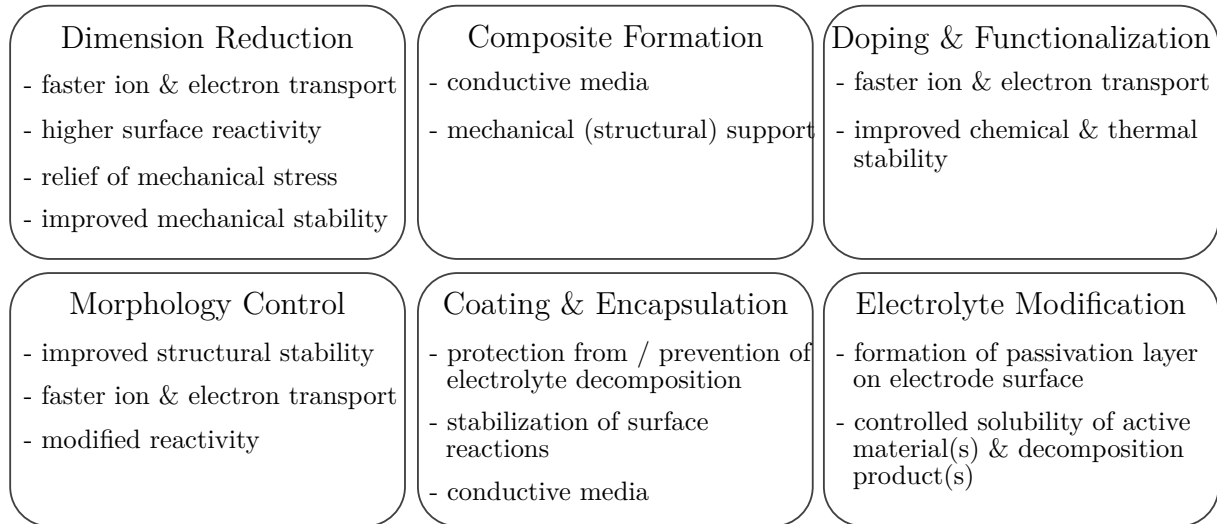 Dimension Reduction
- faster ion & electron transport
- higher surface reactivity
- relief of mechanical stress
- improved mechanical stability
Composite Formation
- conductive media
- mechanical (structural) support
Doping & Functionalization
- faster ion & electron transport
- improved chemical & thermal
stability
Morphology Control
- improved structural stability
- faster ion & electron transport
- modified reactivity
Coating & Encapsulation
- protection from / prevention of
electrolyte decomposition
- stabilization of surface
reactions
- conductive media
Electrolyte Modification
- formation of passivation layer
on electrode surface
- controlled solubility of active
material(s) & decomposition
product(s)